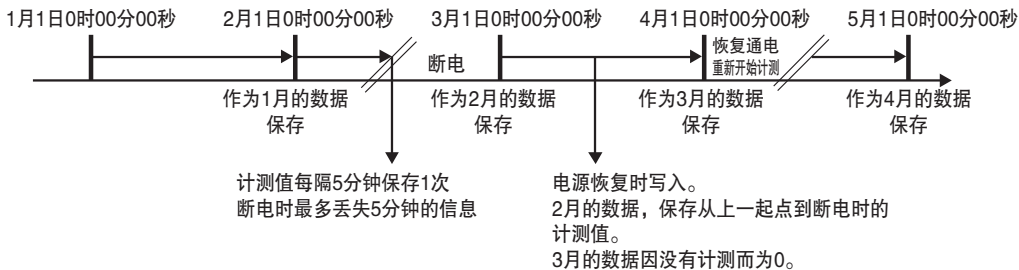 1月1日0时00分00秒
2月1日0时00分00秒
3月1日0时00分00秒
4月1日0时00分00秒
5月1日0时00分00秒
断电
恢复通电
重新开始计测
作为1月的数据
保存
作为2月的数据
保存
作为3月的数据
保存
作为4月的数据
保存
计测值每隔5分钟保存1次
断电时最多丢失5分钟的信息
电源恢复时写入。
2月的数据，保存从上一起点到断电时的
计测值。
3月的数据因没有计测而为0。